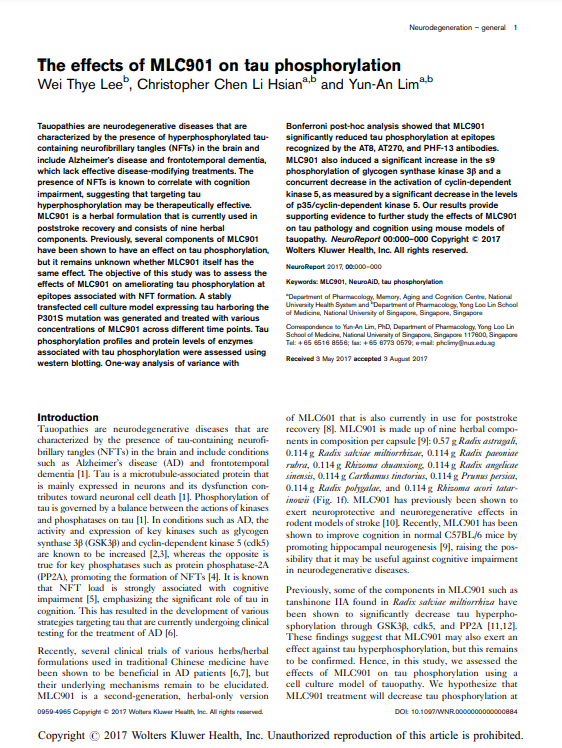 Neurodegeneration – general 1
The effects of MLC901 on tau phosphorylation
Wei Thye Leeb, Christopher Chen Li Hsiana,b and Yun-An Lima,b
Tauopathies are neurodegenerative diseases that are
characterized by the presence of hyperphosphorylated tau-
containing neurofibrillary tangles (NFTs) in the brain and
include Alzheimer's disease and frontotemporal dementia,
which lack effective disease-modifying treatments. The
presence of NFTs is known to correlate with cognition
impairment, suggesting that targeting tau
hyperphosphorylation may be therapeutically effective.
MLC901 is a herbal formulation that is currently used in
poststroke recovery and consists of nine herbal
components. Previously, several components of MLC901
have been shown to have an effect on tau phosphorylation,
but it remains unknown whether MLC901 itself has the
same effect. The objective of this study was to assess the
effects of MLC901 on ameliorating tau phosphorylation at
epitopes associated with NFT formation. A stably
transfected cell culture model expressing tau harboring the
P301S mutation was generated and treated with various
concentrations of MLC901 across different time points. Tau
phosphorylation profiles and protein levels of enzymes
associated with tau phosphorylation were assessed using
western blotting. One-way analysis of variance with
Bonferroni post-hoc analysis showed that MLC901
significantly reduced tau phosphorylation at epitopes
recognized by the AT8, AT270, and PHF-13 antibodies.
MLC901 also induced a significant increase in the s9
phosphorylation of glycogen synthase kinase 3β and a
concurrent decrease in the activation of cyclin-dependent
kinase 5, as measured by a significant decrease in the levels
of p35/cyclin-dependent kinase 5. Our results provide
supporting evidence to further study the effects of MLC901
on tau pathology and cognition using mouse models of
tauopathy. NeuroReport 00:000–000 Copyright © 2017
Wolters Kluwer Health, Inc. All rights reserved.
NeuroReport 2017, 00:000–000
Keywords: MLC901, NeuroAiD, tau phosphorylation
aDepartment of Pharmacology, Memory, Aging and Cognition Centre, National
University Health System and bDepartment of Pharmacology, Yong Loo Lin School
of Medicine, National University of Singapore, Singapore, Singapore
Correspondence to Yun-An Lim, PhD, Department of Pharmacology, Yong Loo Lin
School of Medicine, National University of Singapore, Singapore 117600, Singapore
Tel: +65 6516 8556; fax: +65 6773 0579; e-mail: phclimy@nus.edu.sg
Received 3 May 2017 accepted 3 August 2017
Introduction
Tauopathies are neurodegenerative diseases that are
characterized by the presence of tau-containing neurofi-
brillary tangles (NFTs) in the brain and include conditions
such as Alzheimer's disease (AD) and frontotemporal
dementia [1]. Tau is a microtubule-associated protein that
is mainly expressed in neurons and its dysfunction con-
tributes toward neuronal cell death [1]. Phosphorylation of
tau is governed by a balance between the actions of kinases
and phosphatases on tau [1]. In conditions such as AD, the
activity and expression of key kinases such as glycogen
synthase 3β (GSK3β) and cyclin-dependent kinase 5 (cdk5)
are known to be increased [2,3], whereas the opposite is
true for key phosphatases such as protein phosphatase-2A
(PP2A), promoting the formation of NFTs [4]. It is known
that NFT load is strongly associated with cognitive
impairment [5], emphasizing the significant role of tau in
cognition. This has resulted in the development of various
strategies targeting tau that are currently undergoing clinical
testing for the treatment of AD [6].
Recently, several clinical trials of various herbs/herbal
formulations used in traditional Chinese medicine have
been shown to be beneficial in AD patients [6,7], but
their underlying mechanisms remain to be elucidated.
MLC901 is a second-generation, herbal-only version
of MLC601 that is also currently in use for poststroke
recovery [8]. MLC901 is made up of nine herbal compo-
nents in composition per capsule [9]: 0.57 g Radix astragali,
0.114 g Radix salviae miltiorrhizae, 0.114 g Radix paeoniae
rubra, 0.114 g Rhizoma chuanxiong, 0.114 g Radix angelicae
sinensis, 0.114 g Carthamus tinctorius, 0.114 g Prunus persica,
0.114 g Radix polygalae, and 0.114 g Rhizoma acori tatar-
inowii (Fig. 1f). MLC901 has previously been shown to
exert neuroprotective and neuroregenerative effects in
rodent models of stroke [10]. Recently, MLC901 has been
shown to improve cognition in normal C57BL/6 mice by
promoting hippocampal neurogenesis [9], raising the pos-
sibility that it may be useful against cognitive impairment
in neurodegenerative diseases.
Previously, some of the components in MLC901 such as
tanshinone IIA found in Radix salviae miltiorrhiza have
been shown to significantly decrease tau hyperpho-
sphorylation through GSK3β, cdk5, and PP2A [11,12].
These findings suggest that MLC901 may also exert an
effect against tau hyperphosphorylation, but this remains
to be confirmed. Hence, in this study, we assessed the
effects of MLC901 on tau phosphorylation using a
cell culture model of tauopathy. We hypothesize that
MLC901 treatment will decrease tau phosphorylation at
0959-4965 Copyright © 2017 Wolters Kluwer Health, Inc. All rights reserved.
DOI: 10.1097/WNR.0000000000000884
Copyright © 2017 Wolters Kluwer Health, Inc. Unauthorized reproduction of this article is prohibited.